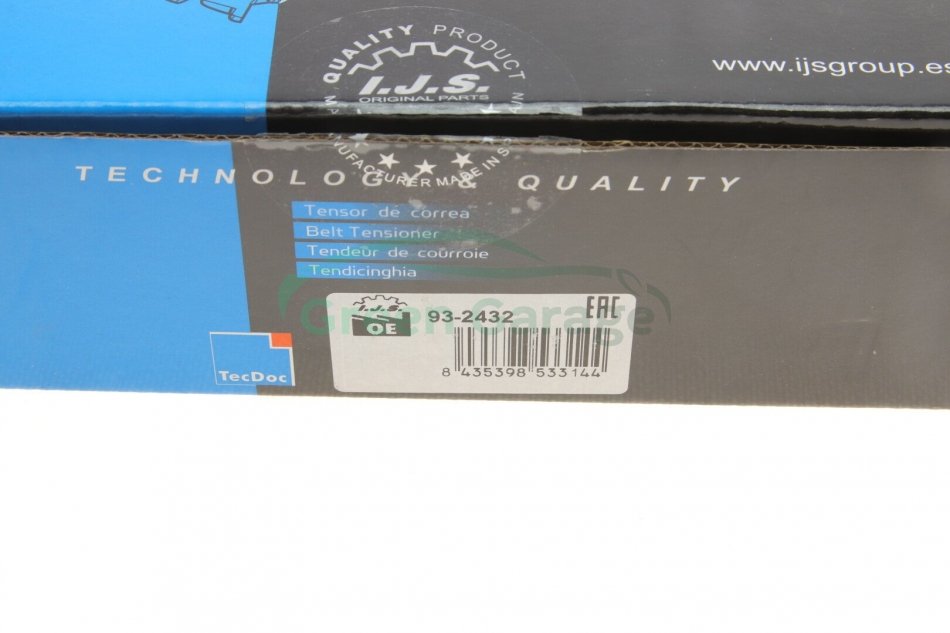 QUALITY PRODUCT
I.J.S.
ORIGINAL PARTS
www.ijsgroup.es
MANUFACTURER MADE IN
TECHNOLOGY & QUALITY
Tensor de correa
Belt Tensioner
Tendeur de courroie
Tendicinghia
Green Garage
I.J.S.
OE
93-2432
EAC
8 435398 533144
TecDoc